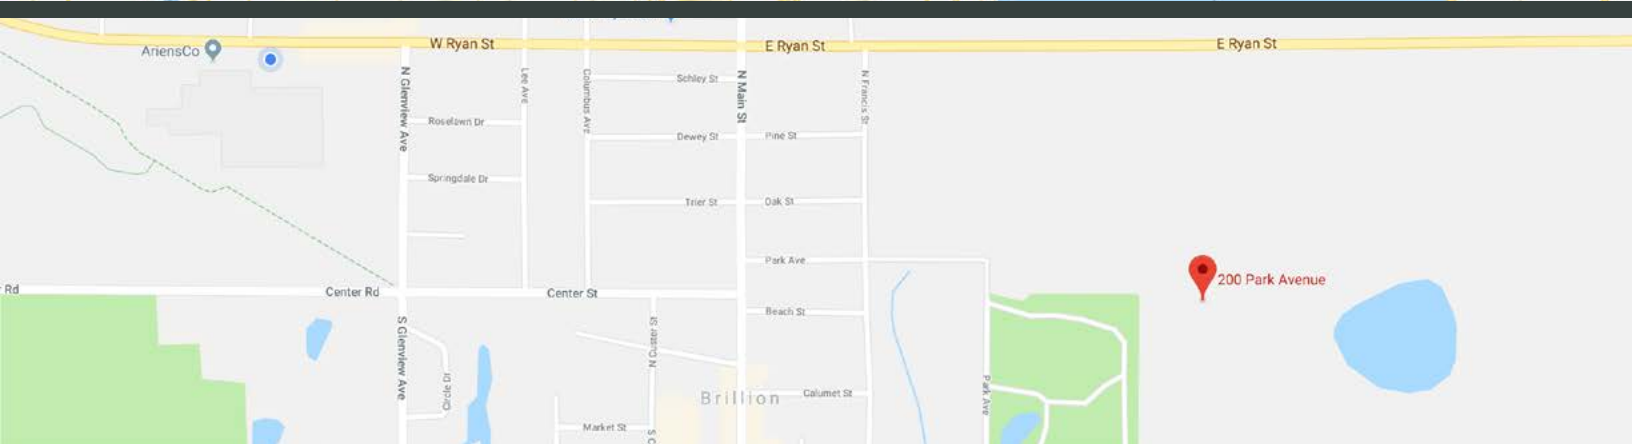 W Ryan St
E Ryan St
E Ryan St
AriensCo
N Glenview Ave
Lee Ave
Columbus Ave
Schley St
N Main St
N Francis St
Roselawn Dr
Dewey St
Pine St
Springdale Dr
Trier St
Oak St
Park Ave
200 Park Avenue
Rd
Center Rd
Center St
Beach St
S Glenview Ave
N Custer St
Circle Dr
Park Ave
Brillion
Calumet St
Market St